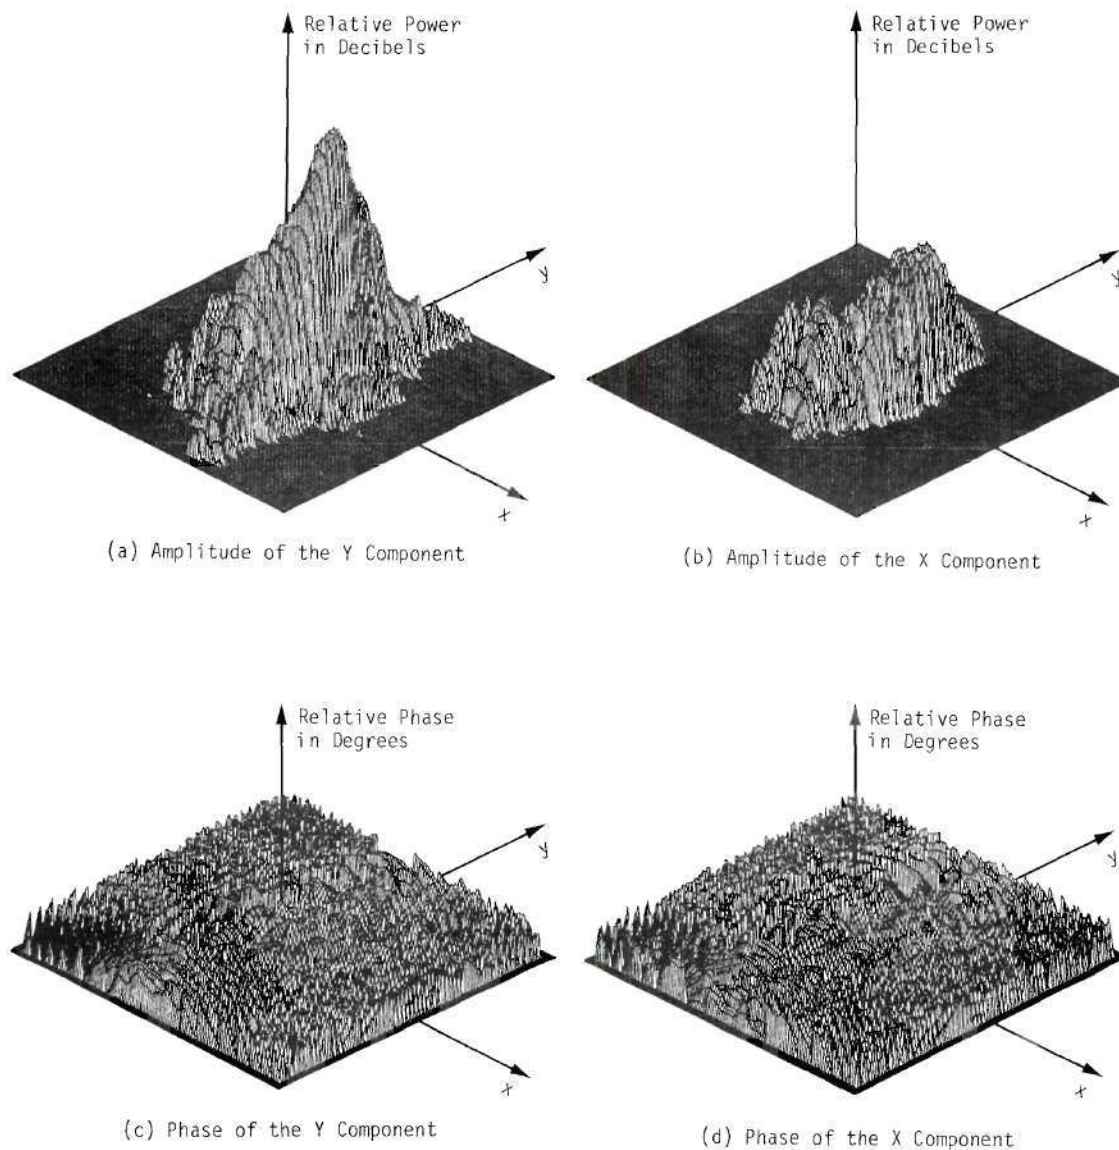 Relative Power
in Decibels
y
x
(a) Amplitude of the Y Component
Relative Power
in Decibels
y
x
(b) Amplitude of the X Component
Relative Phase
in Degrees
y
x
(c) Phase of the Y Component
Relative Phase
in Degrees
y
x
(d) Phase of the X Component